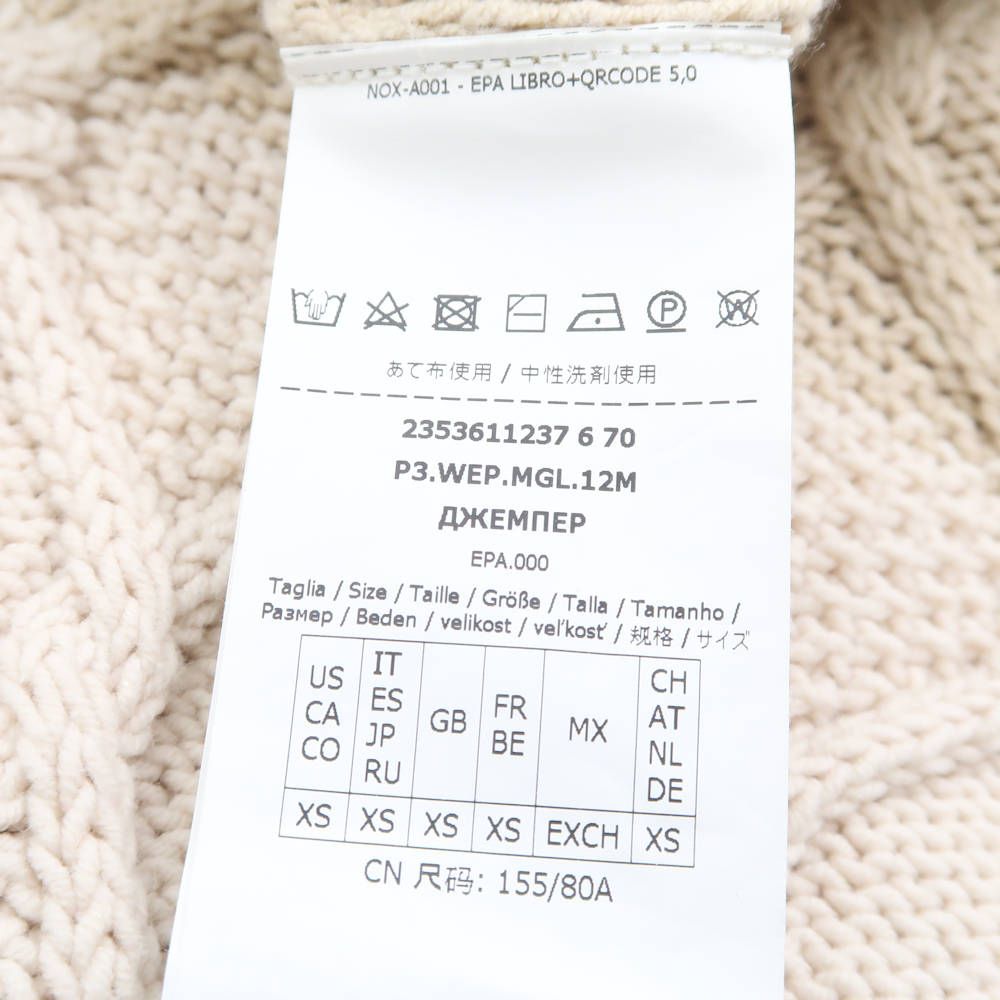 NOX-A001 - EPA LIBRO+QRCODE 5,0
P
W
あて布使用 / 中性洗剤使用
2353611237 6 70
P3.WEP.MGL.12M
ДЖЕМПЕР
EPA.000
Taglia / Size / Taille / Größe / Talla / Tamanho /
Размер / Beden / velikost / veľkosť / 规格 / サイズ
US CA CO
IT ES JP RU
GB
FR BE
MX
CH AT NL DE
XS XS XS XS EXCH XS
CN 尺码: 155/80A